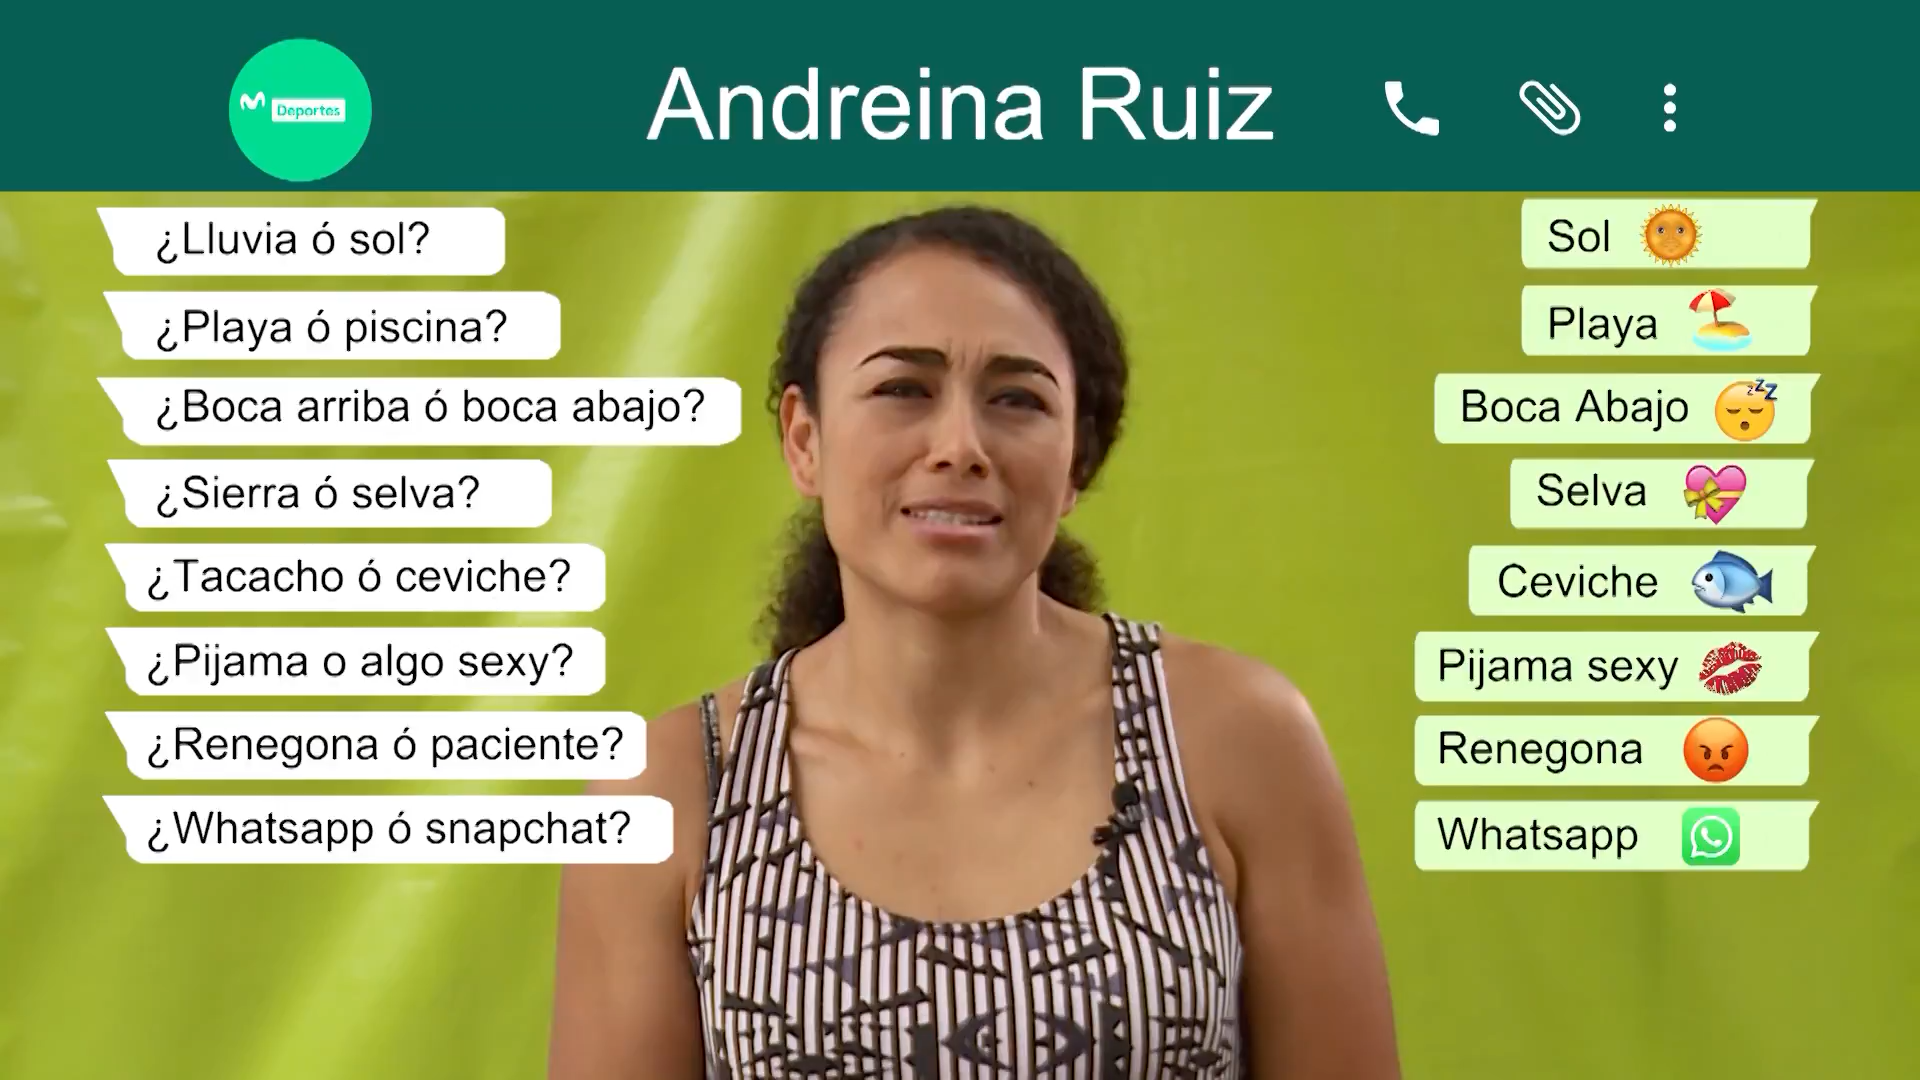 Deportes
Andreina Ruiz
¿Lluvia ó sol?
Sol
¿Playa ó piscina?
Playa
¿Boca arriba ó boca abajo?
Boca Abajo
¿Sierra ó selva?
Selva
¿Tacacho ó ceviche?
Ceviche
¿Pijama o algo sexy?
Pijama sexy
¿Renegona ó paciente?
Renegona
¿Whatsapp ó snapchat?
Whatsapp